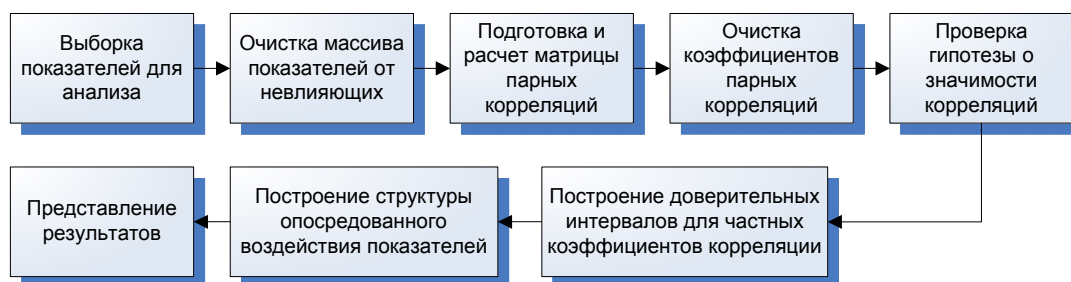 Выборка
показателей для
анализа
Очистка массива
показателей от
невлияющих
Подготовка и
расчет матрицы
парных
корреляций
Очистка
коэффициентов
парных
корреляций
Проверка
гипотезы о
значимости
корреляций
Представление
результатов
Построение структуры
опосредованного
воздействия показателей
Построение доверительных
интервалов для частных
коэффициентов корреляции